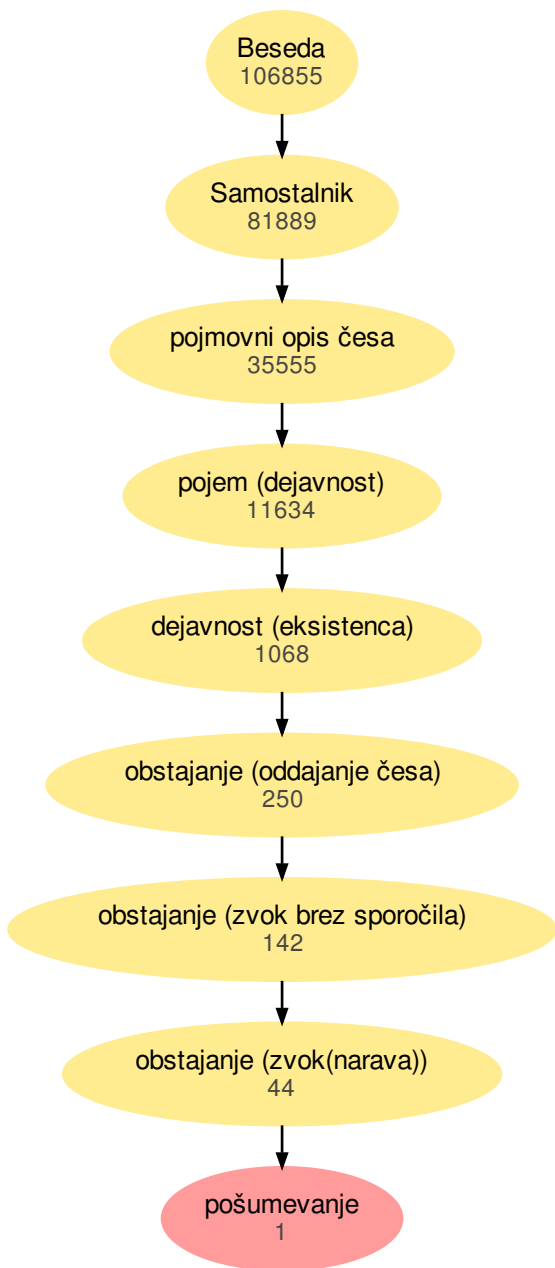 Beseda
106855
Samostalnik
81889
pojmovni opis česa
35555
pojem (dejavnost)
11634
dejavnost (eksistenca)
1068
obstajanje (oddajanje česa)
250
obstajanje (zvok brez sporočila)
142
obstajanje (zvok(narava))
44
pošumevanje
1